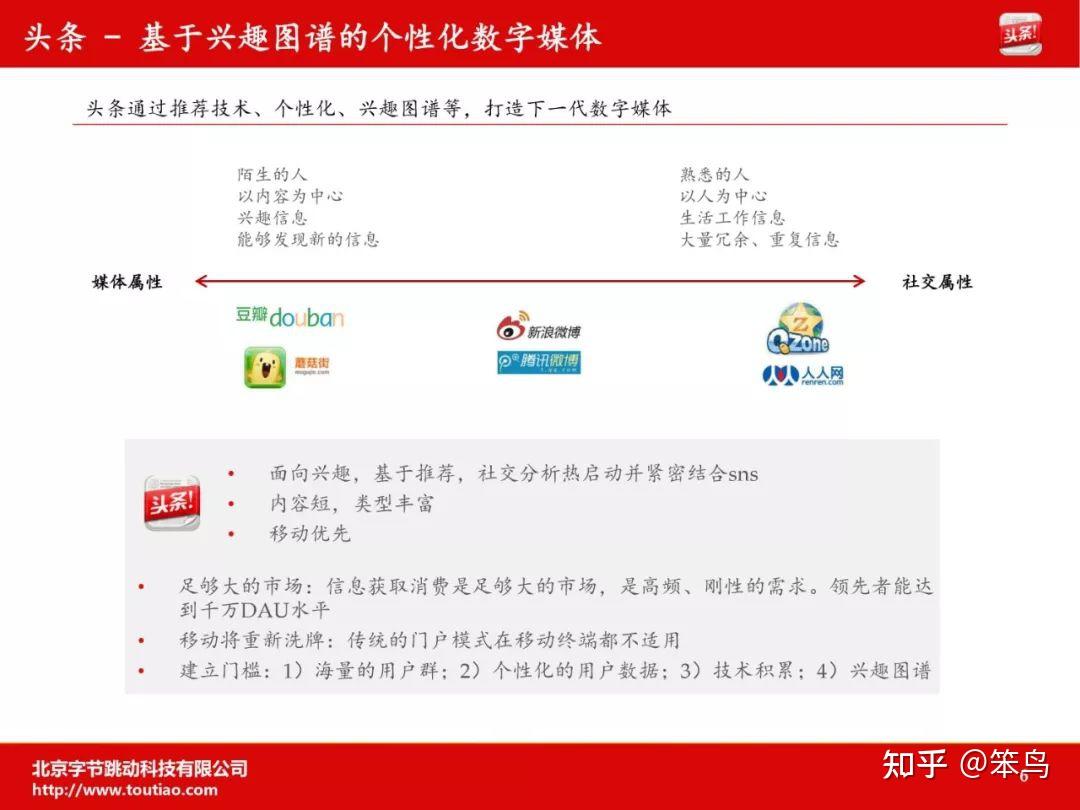 头条 - 基于兴趣图谱的个性化数字媒体
头条!
头条通过推荐技术、个性化、兴趣图谱等，打造下一代数字媒体
陌生的人
以内容为中心
兴趣信息
能够发现新的信息
熟悉的人
以人为中心
生活工作信息
大量冗余、重复信息
媒体属性
社交属性
豆瓣douban
蘑菇街
mogujie.com
新浪微博
腾讯微博
t.qq.com
Z
Qzone
人人网
renren.com
头条!
• 面向兴趣，基于推荐，社交分析热启动并紧密结合sns
• 内容短，类型丰富
• 移动优先
• 足够大的市场：信息获取消费是足够大的市场，是高频、刚性的需求。领先者能达
到千万DAU水平
• 移动将重新洗牌：传统的门户模式在移动终端都不适用
• 建立门槛：1）海量的用户群；2）个性化的用户数据；3）技术积累；4）兴趣图谱
北京字节跳动科技有限公司
http://www.toutiao.com
知乎 @笨鸟
6